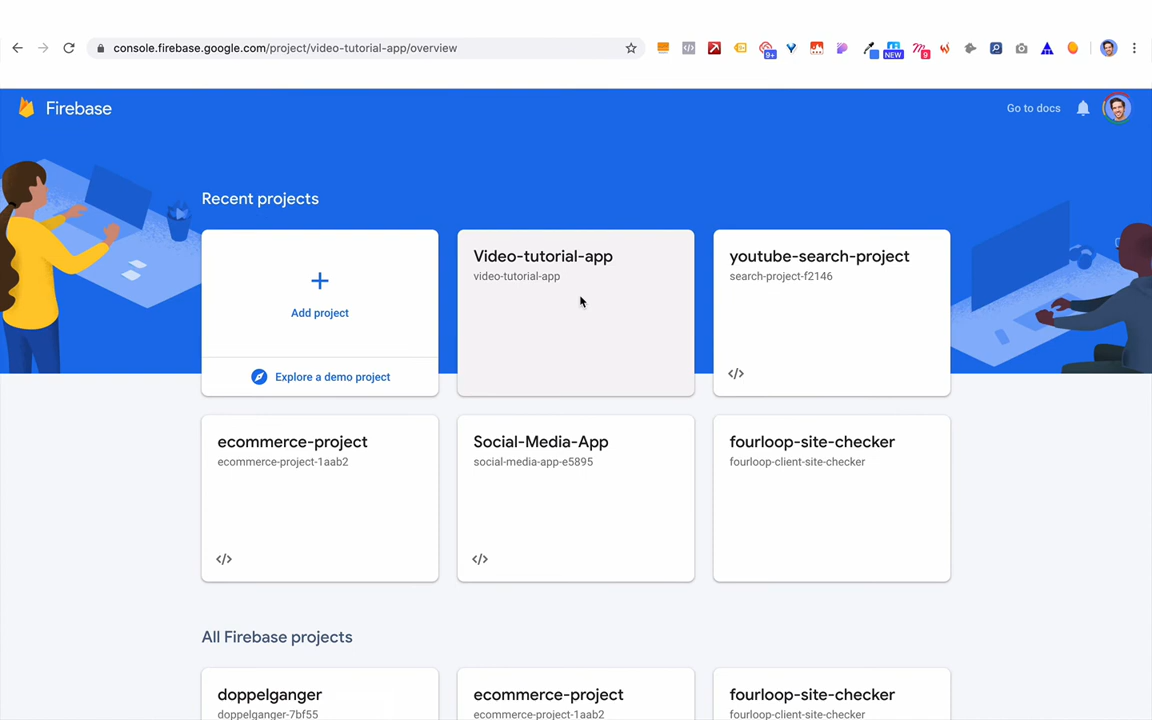 console.firebase.google.com/project/video-tutorial-app/overview
9+
NEW
9
Firebase
Go to docs
Recent projects
Add project
Explore a demo project
Video-tutorial-app
video-tutorial-app
youtube-search-project
search-project-f2146
</>
ecommerce-project
ecommerce-project-1aab2
</>
Social-Media-App
social-media-app-e5895
</>
fourloop-site-checker
fourloop-client-site-checker
All Firebase projects
doppelganger
doppelganger-7bf55
ecommerce-project
ecommerce-project-1aab2
fourloop-site-checker
fourloop-client-site-checker